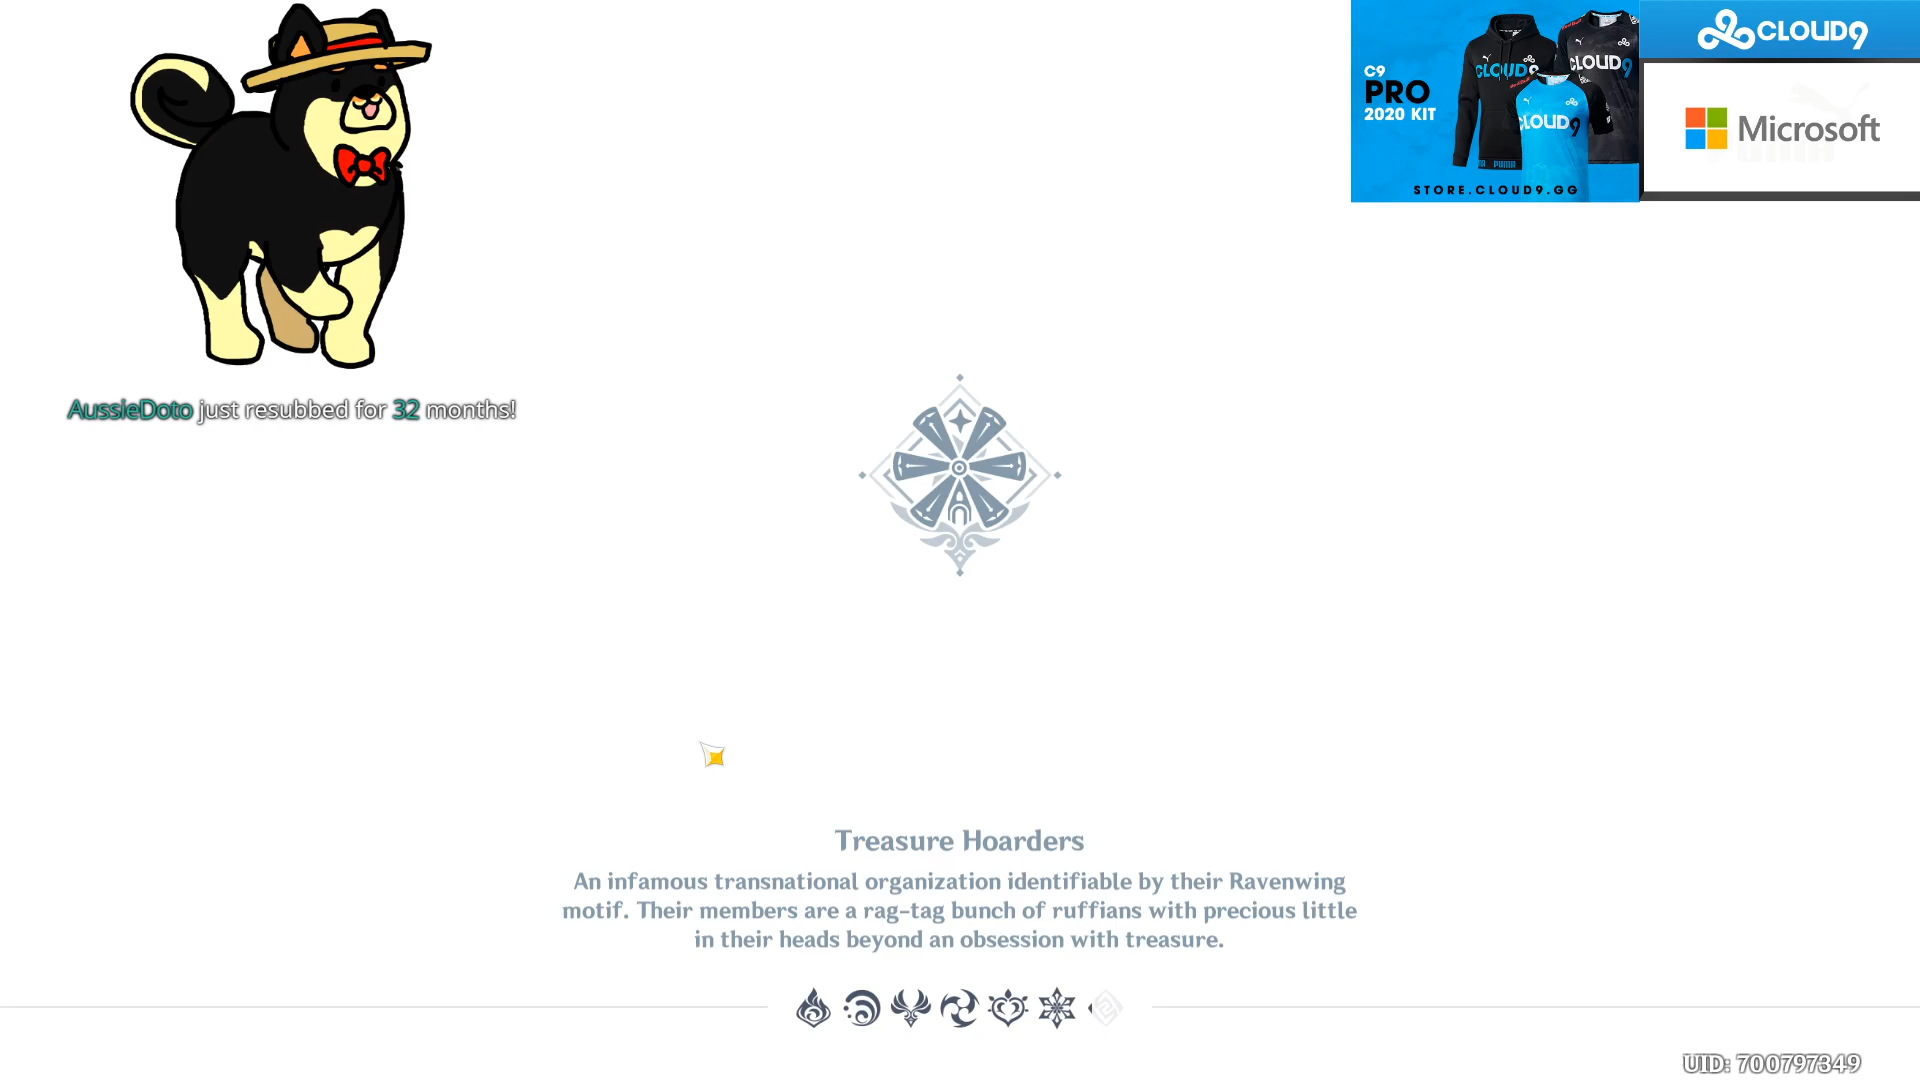 C9
PRO
2020 KIT
CLOUD9
CLOUD9
CLOUD9
PUMA
STORE.CLOUD9.GG
CLOUD9
Microsoft
AussieDoto just resubbed for 32 months!
Treasure Hoarders
An infamous transnational organization identifiable by their Ravenwing
motif. Their members are a rag-tag bunch of ruffians with precious little
in their heads beyond an obsession with treasure.
UID: 700797349